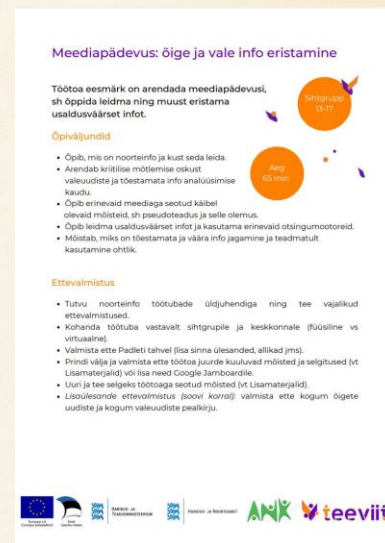 Meediapädevus: õige ja vale info eristamine
Töötoa eesmärk on arendada meediapädevusi,
sh õppida leidma ning muust eristama
usaldusväärset infot.
Sihtgrupp
13-17
Õpiväljundid
Õpib, mis on noorteinfo ja kust seda leida.
Arendab kriitilise mõtlemise oskust
valeuudiste ja tõestamata info analüüsimise
kaudu.
Aeg
65 min
Õpib erinevaid meediaga seotud käibel
olevaid mõisteid, sh pseudoteadus ja selle olemus.
Õpib leidma usaldusväärset infot ja kasutama erinevaid otsingumootoreid.
Mõistab, miks on tõestamata ja väära info jagamine ja teadmatult
kasutamine ohtlik.
Ettevalmistus
Tutvu noorteinfo töötubade üldjuhendiga ning tee vajalikud
ettevalmistused.
Kohanda töötuba vastavalt sihtgrupile ja keskkonnale (füüsiline vs
virtuaalne).
Valmista ette Padleti tahvel (lisa sinna ülesanded, allikad jms).
Prindi välja ja valmista ette töötoa juurde kuuluvad mõisted ja selgitused (vt
Lisamaterjalid) või lisa need Google Jamboardile.
Uuri ja tee selgeks töötoaga seotud mõisted (vt Lisamaterjalid).
Lisaülesande ettevalmistus (soovi korral): valmista ette kogum õigete
uudiste ja kogum valeuudiste pealkirju.
Haridus- ja
Teadusministeerium
Haridus- ja Noorteamet
ANK
teeviit